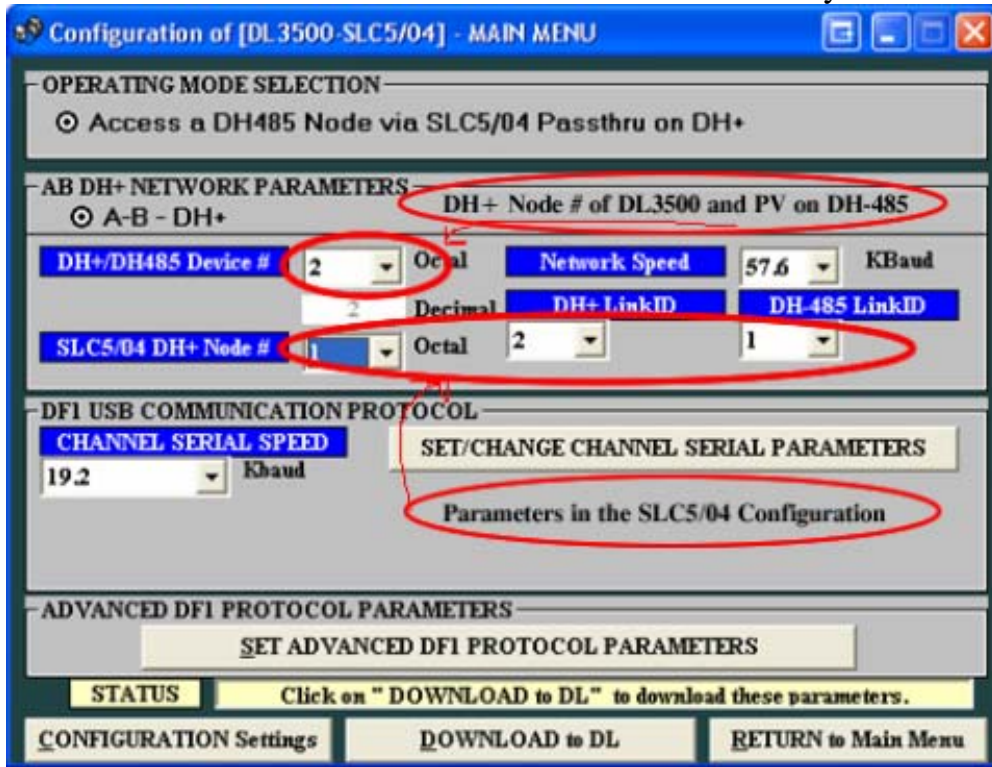 Configuration of [DL3500-SLC5/04] - MAIN MENU
OPERATING MODE SELECTION
Access a DH485 Node via SLC5/04 Passthru on DH+
AB DH+ NETWORK PARAMETERS
A-B - DH+
DH+ Node # of DL3500 and PV on DH-485
DH+/DH485 Device # 2 Octal Network Speed 57.6 KBaud
2 Decimal DH+ LinkID DH-485 LinkID
SLC5/04 DH+ Node # 1 Octal 2 1
DF1 USB COMMUNICATION PROTOCOL
CHANNEL SERIAL SPEED
SET/CHANGE CHANNEL SERIAL PARAMETERS
19.2 Kbaud
Parameters in the SLC5/04 Configuration
ADVANCED DF1 PROTOCOL PARAMETERS
SET ADVANCED DF1 PROTOCOL PARAMETERS
STATUS Click on " DOWNLOAD to DL" to download these parameters.
CONFIGURATION Settings DOWNLOAD to DL RETURN to Main Menu